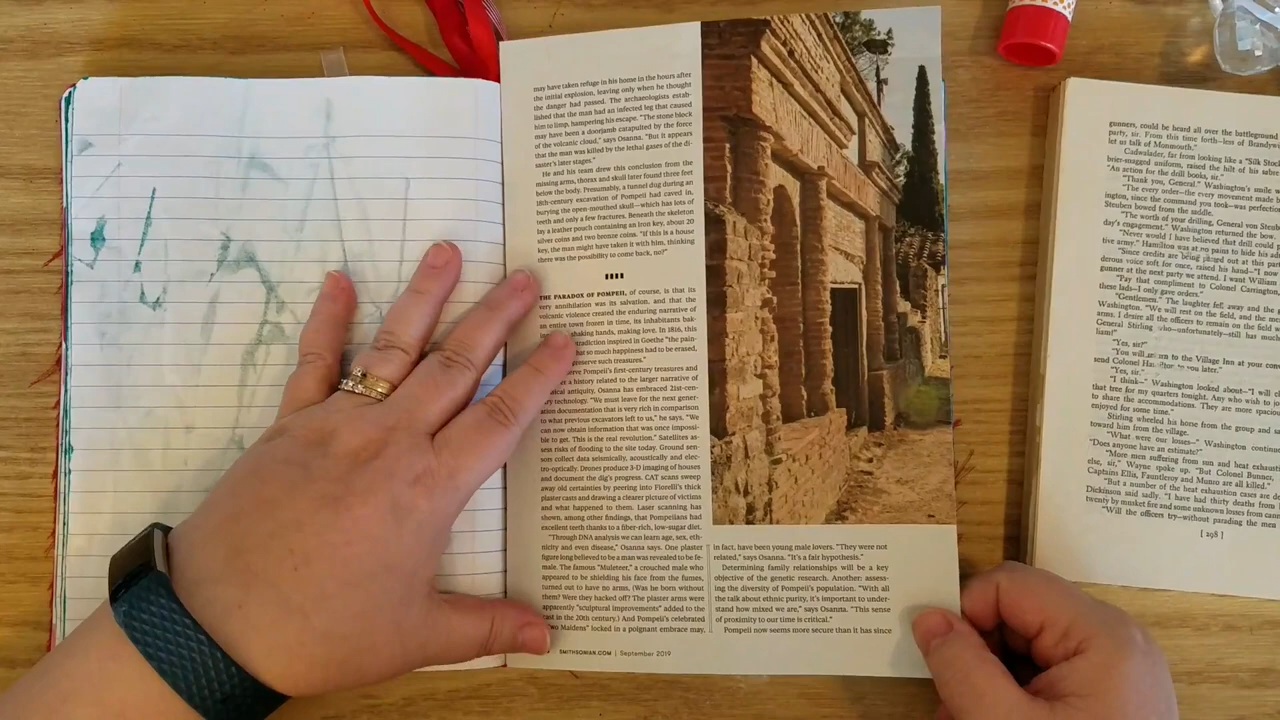 may have taken refuge in his home in the hours after
the initial explosion, leaving only when he thought
the danger had passed. The archaeologists estab-
lished that the man had an infected leg that caused
him to limp, hampering his escape. "The stone block
may have been a doorjamb catapulted by the force
of the volcanic cloud," says Osanna. "But it appears
that the man was killed by the lethal gases of the di-
saster's later stages."
He and his team drew this conclusion from the
missing arms, thorax and skull later found three feet
below the body. Presumably, a tunnel dug during an
18th-century excavation of Pompeii had caved in,
burying the open-mouthed skull—which has lots of
teeth and only a few fractures. Beneath the skeleton
lay a leather pouch containing an iron key, about 20
silver coins and two bronze coins. "If this is a house
key, the man might have taken it with him, thinking
there was the possibility to come back, no?"
THE PARADOX OF POMPEII, of course, is that its
very annihilation was its salvation, and that the
volcanic violence created the enduring narrative of
an entire town frozen in time, its inhabitants bak-
shaking hands, making love. In 1816, this
tradiction inspired in Goethe "the pain-
but so much happiness had to be erased,
preserve such treasures."
erve Pompeii's first-century treasures and
a history related to the larger narrative of
ical antiquity, Osanna has embraced 21st-cen-
ry technology. "We must leave for the next gener-
ation documentation that is very rich in comparison
to what previous excavators left to us," he says. "We
can now obtain information that was once impossi-
ble to get. This is the real revolution." Satellites as-
sess risks of flooding to the site today. Ground sen-
sors collect data seismically, acoustically and elec-
tro-optically. Drones produce 3-D imaging of houses
and document the dig's progress. CAT scans sweep
away old certainties by peering into Fiorelli's thick
plaster casts and drawing a clearer picture of victims
and what happened to them. Laser scanning has
shown, among other findings, that Pompeiians had
excellent teeth thanks to a fiber-rich, low-sugar diet.
"Through DNA analysis we can learn age, sex, eth-
nicity and even disease," Osanna says. One plaster
figure long believed to be a man was revealed to be fe-
male. The famous "Muleteer," a crouched male who
appeared to be shielding his face from the fumes,
turned out to have no arms. (Was he born without
them? Were they hacked off? The plaster arms were
apparently "sculptural improvements" added to the
cast in the 20th century.) And Pompeii's celebrated
"Two Maidens" locked in a poignant embrace may,
in fact, have been young male lovers. "They were not
related," says Osanna. "It's a fair hypothesis."
Determining family relationships will be a key
objective of the genetic research. Another: assess-
ing the diversity of Pompeii's population. "With all
the talk about ethnic purity, it's important to under-
stand how mixed we are," says Osanna. "This sense
of proximity to our time is critical."
Pompeii now seems more secure than it has since
SMITHSONIAN.COM | September 2019
gunners, could be heard all over the battleground
party, sir. From this time forth—less of Brandywi
let us talk of Monmouth."
Cadwalader, far from looking like a "Silk Stoc
brier-snagged uniform, raised the hilt of his sabre
"An action for the drill books, sir."
"Thank you, General." Washington's smile w
"The every order—the every movement made b
ington, since the command you took—was perfectio
Steuben bowed from the saddle.
"The worth of your drilling, General von Steube
day's engagement." Washington returned the bow.
"Never would I have believed that drill could p
tive army." Hamilton was at no pains to hide his adm
"Since credits are being passed out at this part
derous voice soft for once, raised his hand—"I now
gunner at the next party we attend. I want William
"Pay that compliment to Colonel Carrington,
these lads—I only gave orders."
"Gentlemen." The laughter fell away, and the a
Washington. "We will rest on the field, and the me
arms. I desire all the officers to remain on the field w
General Stirling who—unfortunately—still has much
liam!"
"Yes, sir?"
"You will return to the Village Inn at your conv
send Colonel Hamilton to you later."
"Yes, sir."
"I think—" Washington looked about—"I will cl
that tree for my quarters tonight. Any who wish to jo
to share the accommodations. They are more spacious
enjoyed for some time."
Stirling wheeled his horse from the group and sa
toward him from the village.
"What were our losses—" Washington continue
"Does anyone have an estimate?"
"More men suffering from sun and heat exhaust
else, sir," Wayne spoke up. "But Colonel Bunner,
Captains Ellis, Fauntleroy and Munro are all killed."
"But a number of the heat exhaustion cases are de
Dickinson said sadly. "I have had thirty deaths from
twenty by musket fire and some unknown losses from cann
"Will the officers try—without parading the men
[ 298 ]